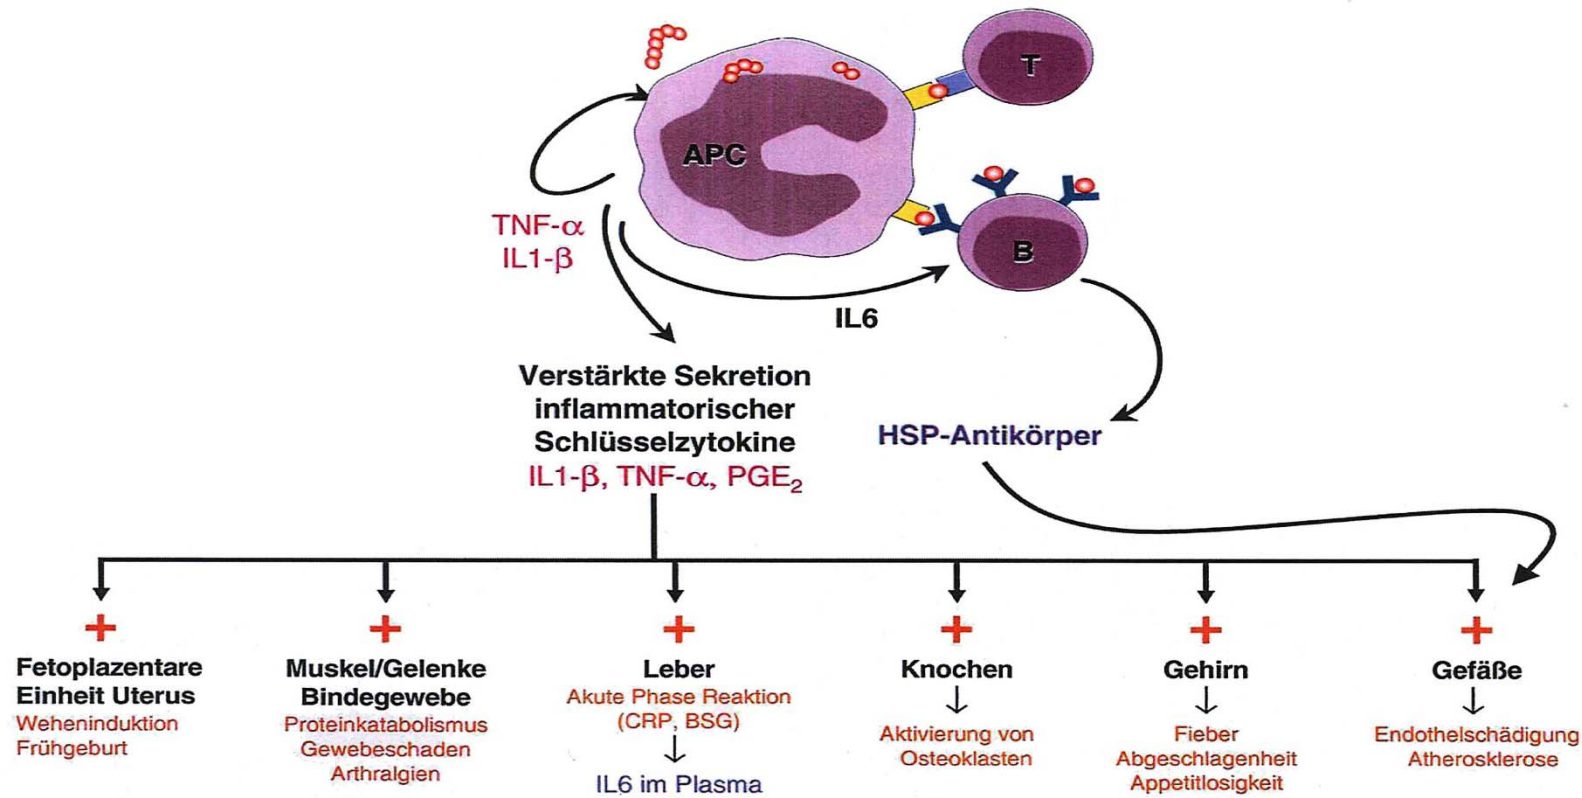 T
APC
TNF-α
IL1-β
B
IL6
Verstärkte Sekretion
inflammatorischer
Schlüsselzytokine
IL1-β, TNF-α, PGE₂
HSP-Antikörper
+
+
+
+
+
+
Fetoplazentare
Einheit Uterus
Weheninduktion
Frühgeburt
Muskel/Gelenke
Bindegewebe
Proteinkatabolismus
Gewebeschaden
Arthralgien
Leber
Akute Phase Reaktion
(CRP, BSG)
IL6 im Plasma
Knochen
Aktivierung von
Osteoklasten
Gehirn
Fieber
Abgeschlagenheit
Appetitlosigkeit
Gefäße
Endothelschädigung
Atherosklerose